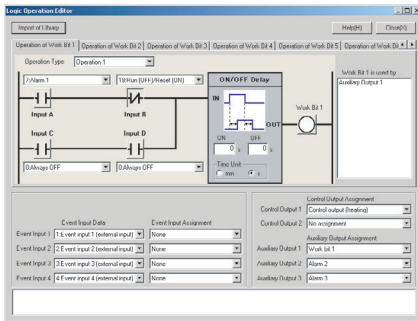 Logic Operation Editor
Import of Library Help(H) Close(X)
Operation of Work Bit 1 Operation of Work Bit 2 Operation of Work Bit 3 Operation of Work Bit 4 Operation of Work Bit 5 Operation of Work Bit
Operation Type: Operation 1
7:Alarm 1 18:Run (OFF)/Reset (ON) ON/OFF Delay Work Bit 1 is used by...
Auxiliary Output 1
IN
Input A Input B
Work Bit 1
OUT
Input C Input D
ON OFF
0 s 0 s
0:Always OFF 0:Always OFF
Time Unit
min s
Control Output Assignment
Control Output 1 Control output (heating)
Event Input Data Event Input Assignment
Control Output 2 No assignment
Auxiliary Output Assignment
Event Input 1 1:Event input 1 (external input) None
Auxiliary Output 1 Work bit 1
Event Input 2 2:Event input 2 (external input) None
Auxiliary Output 2 Alarm 2
Event Input 3 3:Event input 3 (external input) None
Auxiliary Output 3 Alarm 3
Event Input 4 4:Event input 4 (external input) None